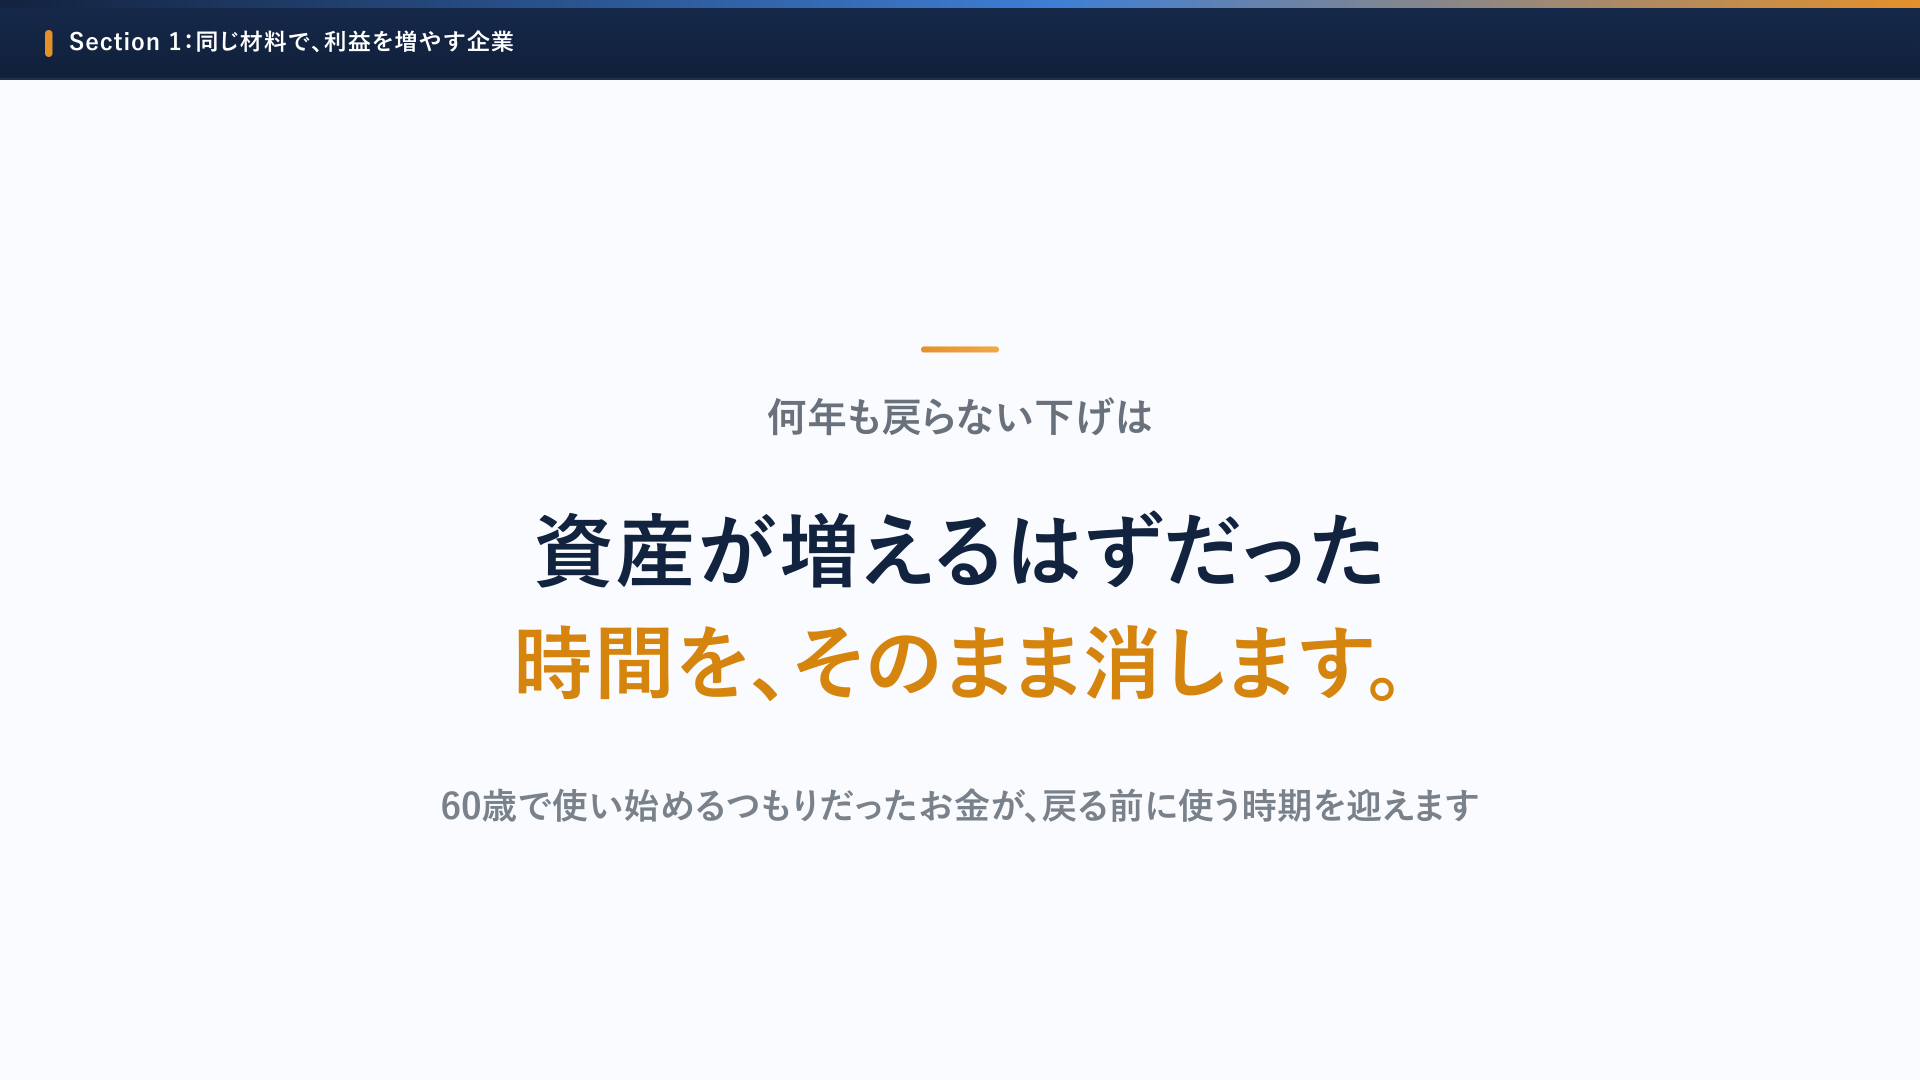 Section 1：同じ材料で、利益を増やす企業
何年も戻らない下げは
資産が増えるはずだった
時間を、そのまま消します。
60歳で使い始めるつもりだったお金が、戻る前に使う時期を迎えます